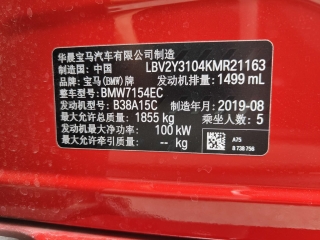 华晨宝马汽车有限公司制造
制造国：中国 LBV2Y3104KMR21163
品牌：宝马(BMW)牌 发动机排量：1499 mL
整车型号：BMW7154EC
发动机型号：B38A15C 制造年月：2019-08
最大允许总质量：1855 kg 乘坐人数：5
发动机最大净功率：100 kW
最大允许牵引质量：-- kg
A75
8 738 756